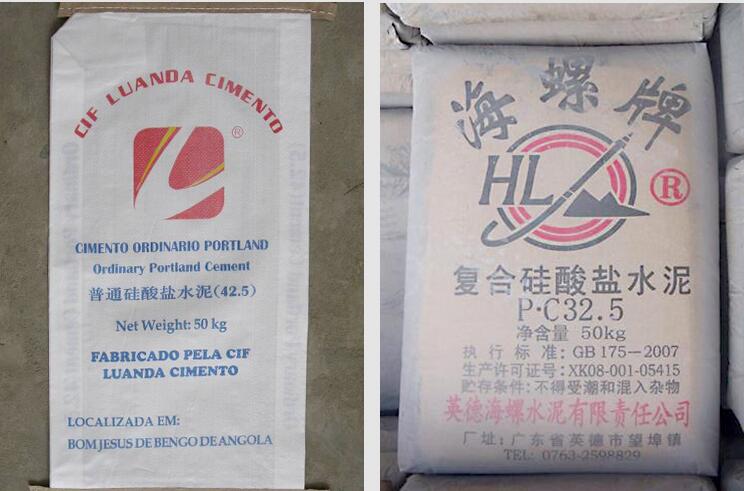 CIF LUANDA CIMENTO
®
CIMENTO ORDINARIO PORTLAND
Ordinary Portland Cement
普通硅酸盐水泥(42.5)
Net Weight: 50 kg
FABRICADO PELA CIF
LUANDA CIMENTO
LOCALIZADA EM:
BOM JESUS DE BENGO DE ANGOLA
海螺牌
HL
®
复合硅酸盐水泥
P·C32.5
净含量 50kg
执行标准: GB 175-2007
生产许可证号: XK08-001-05415
贮存条件: 不得受潮和混入杂物
英德海螺水泥有限责任公司
厂址: 广东省英德市望埠镇
TEL: 0763-2598829